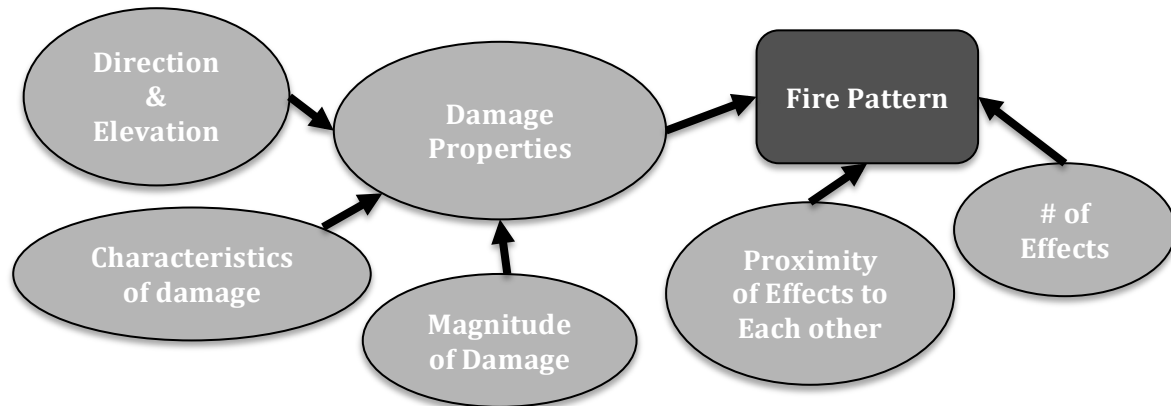 Direction
&
Elevation
Damage
Properties
Fire Pattern
Characteristics
of damage
Magnitude
of Damage
Proximity
of Effects to
Each other
# of
Effects